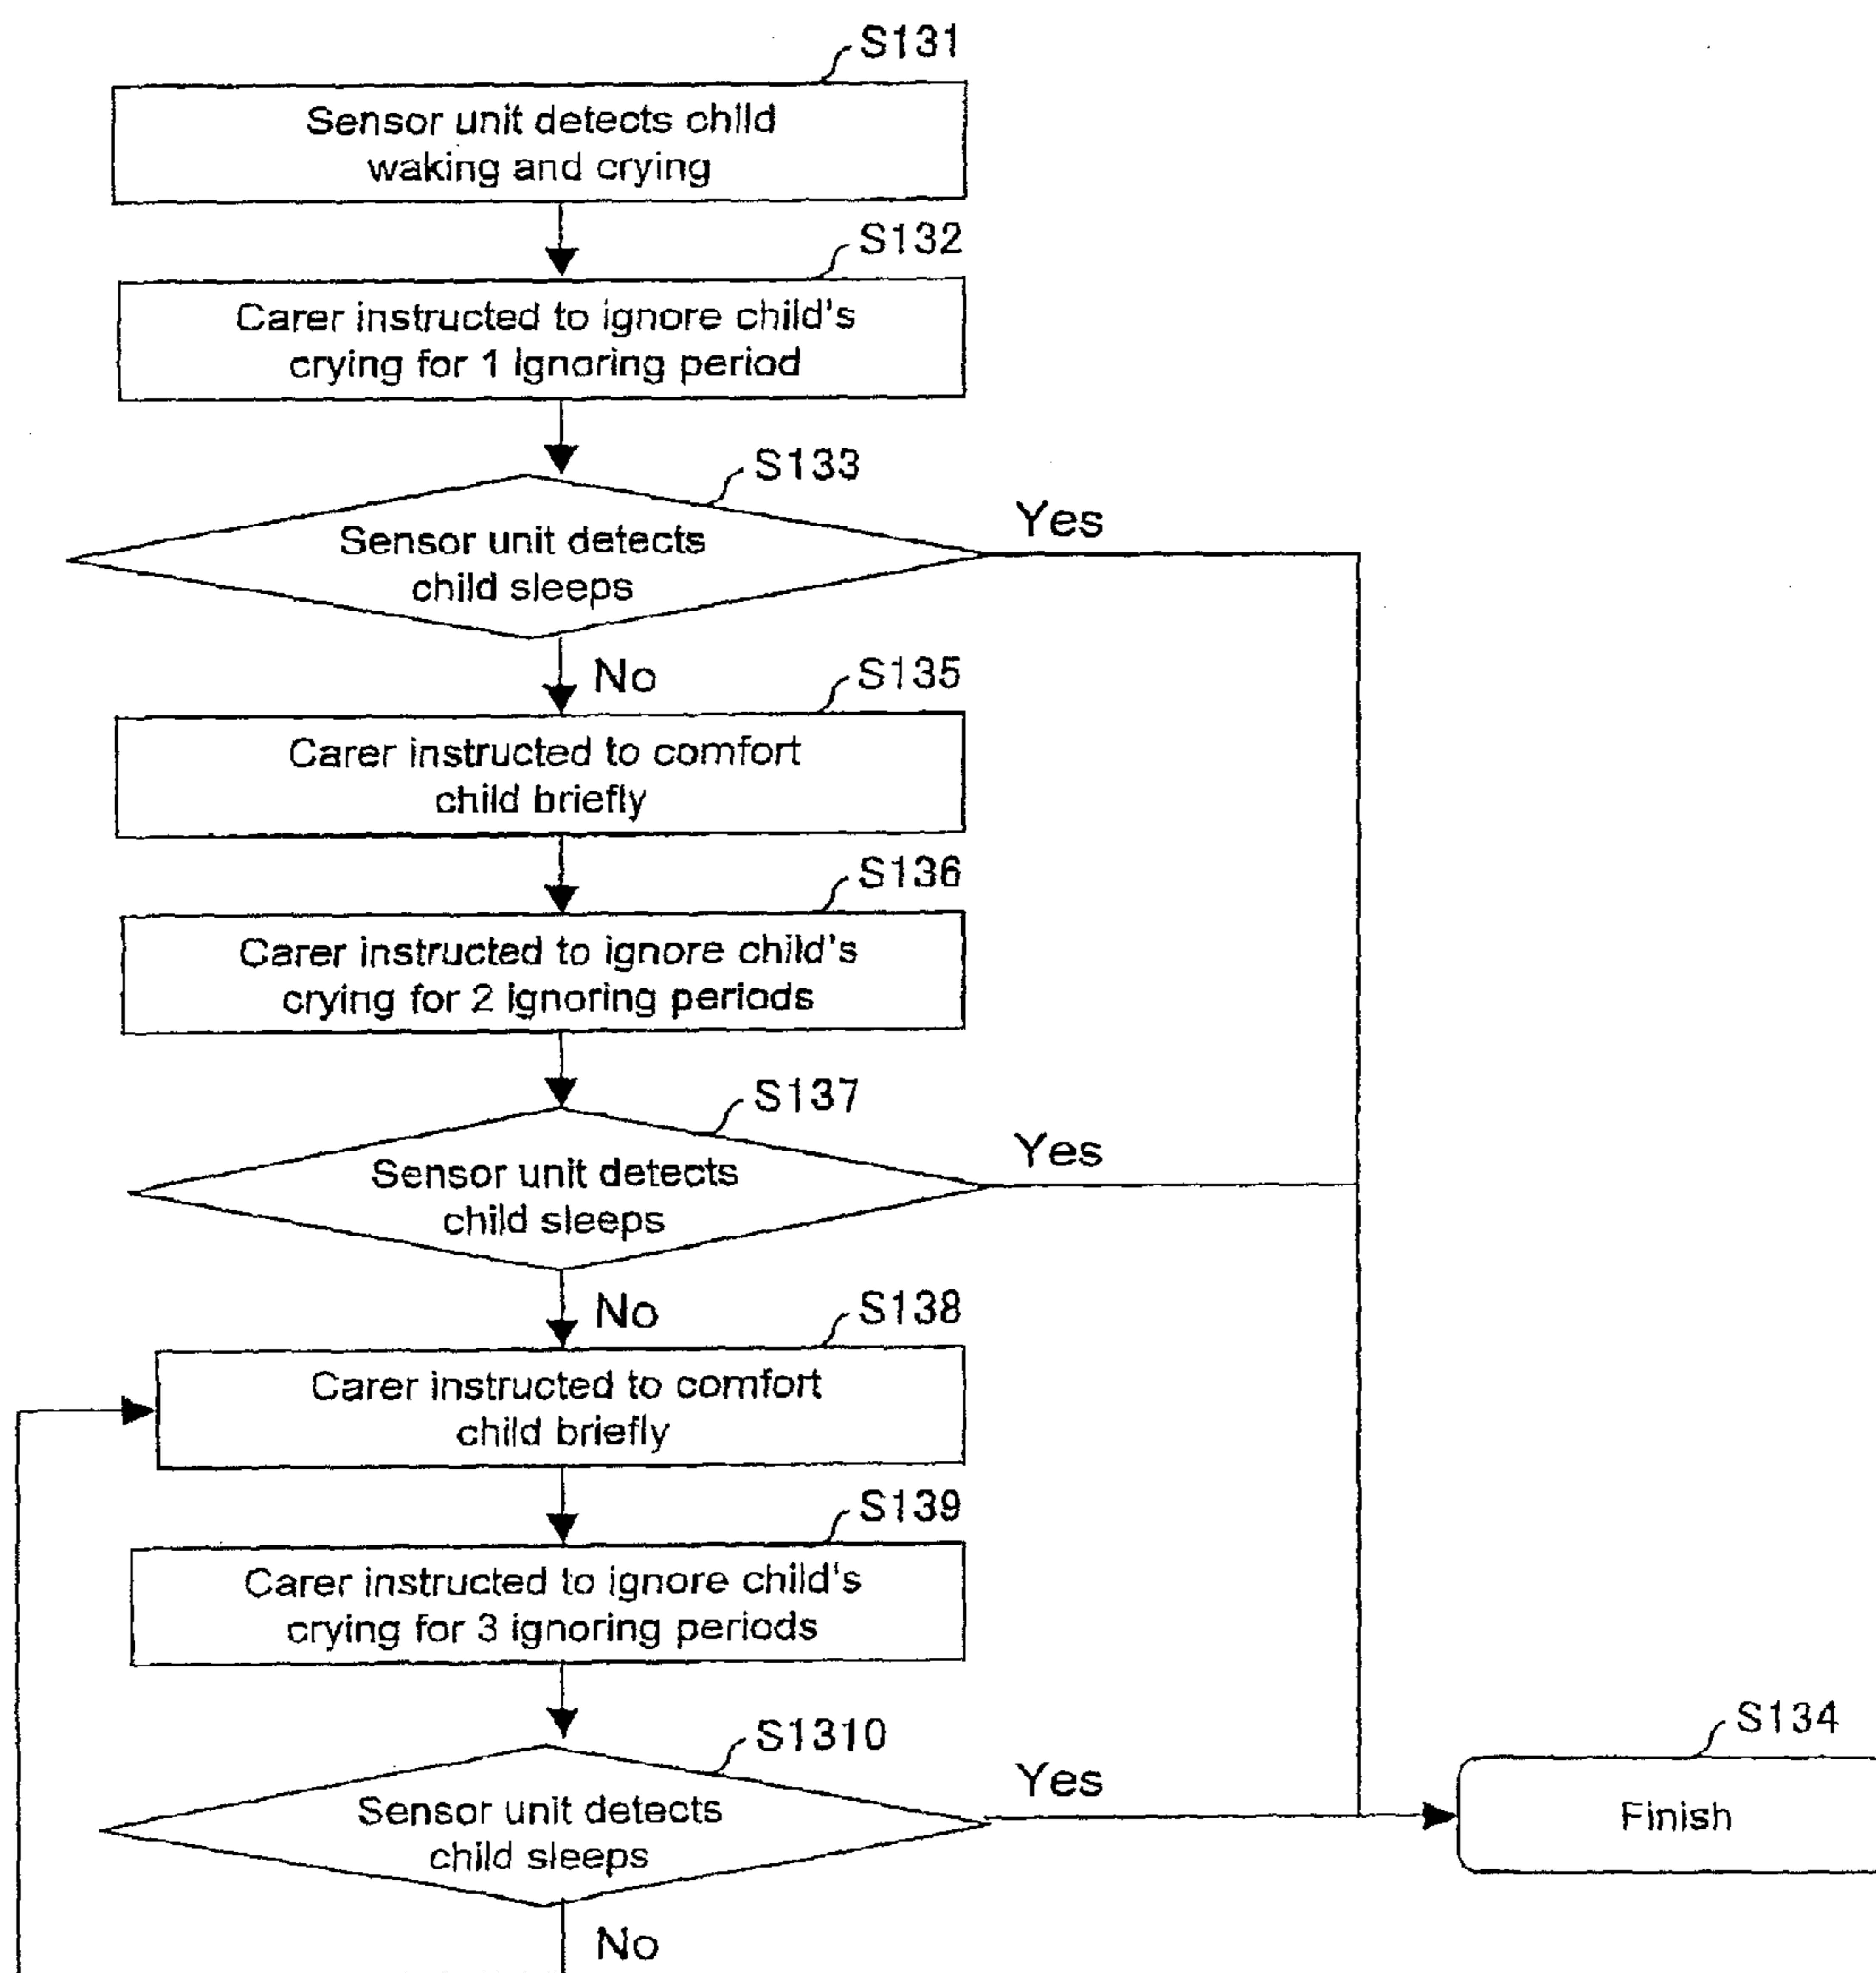 S131
Sensor unit detects child
waking and crying
S132
Carer instructed to ignore child's
crying for 1 ignoring period
S133
Sensor unit detects
child sleeps
Yes
No
S135
Carer instructed to comfort
child briefly
S136
Carer instructed to ignore child's
crying for 2 ignoring periods
S137
Sensor unit detects
child sleeps
Yes
No
S138
Carer instructed to comfort
child briefly
S139
Carer instructed to ignore child's
crying for 3 ignoring periods
S1310
Sensor unit detects
child sleeps
Yes
S134
Finish
No